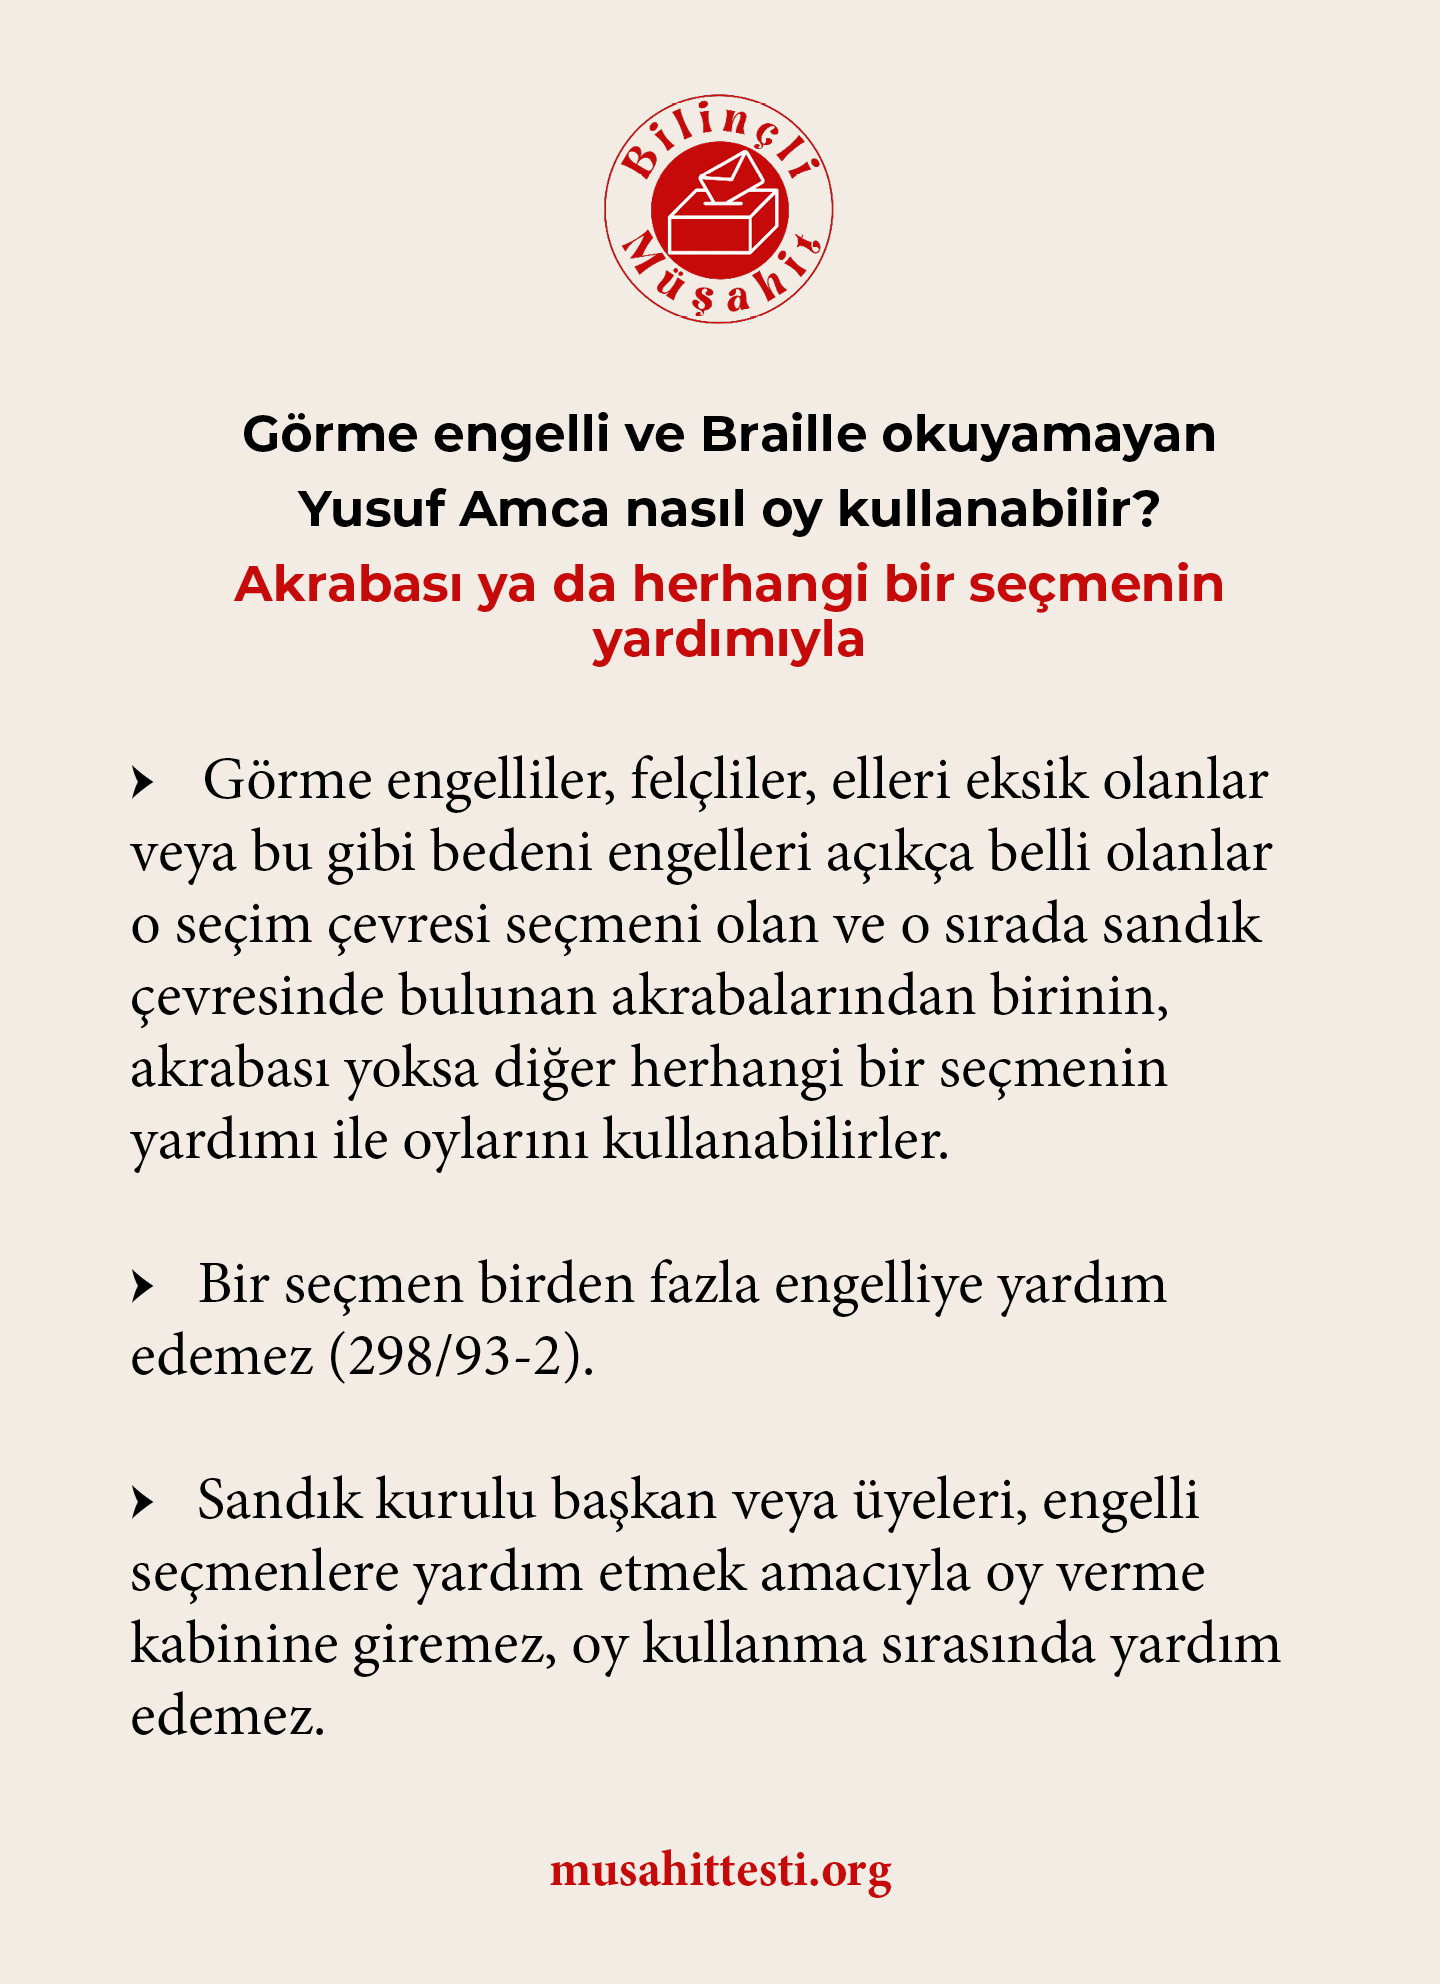 Bilinçli
Müşahit
Görme engelli ve Braille okuyamayan
Yusuf Amca nasıl oy kullanabilir?
Akrabası ya da herhangi bir seçmenin
yardımıyla
➤ Görme engelliler, felçliler, elleri eksik olanlar
veya bu gibi bedeni engelleri açıkça belli olanlar
o seçim çevresi seçmeni olan ve o sırada sandık
çevresinde bulunan akrabalarından birinin,
akrabası yoksa diğer herhangi bir seçmenin
yardımı ile oylarını kullanabilirler.
➤ Bir seçmen birden fazla engelliye yardım
edemez (298/93-2).
➤ Sandık kurulu başkan veya üyeleri, engelli
seçmenlere yardım etmek amacıyla oy verme
kabinine giremez, oy kullanma sırasında yardım
edemez.
musahittesti.org